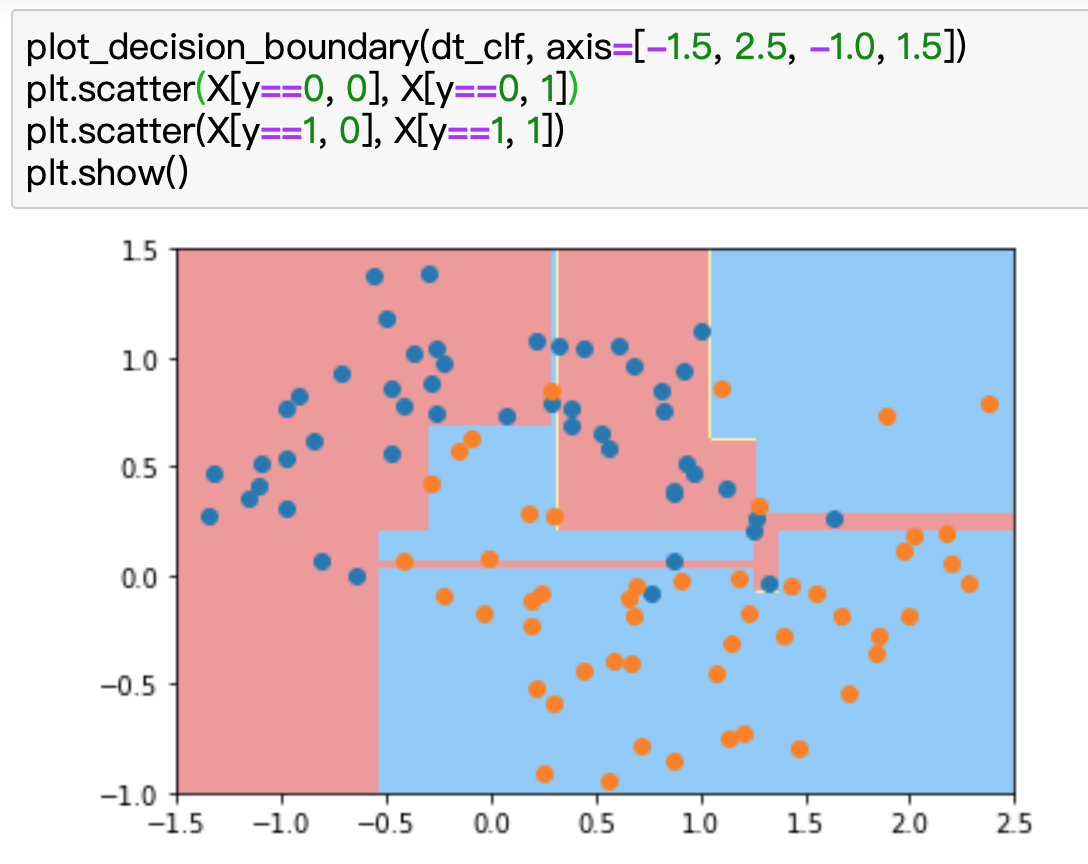 plot_decision_boundary(dt_clf, axis=[−1.5, 2.5, −1.0, 1.5])
plt.scatter(X[y==0, 0], X[y==0, 1])
plt.scatter(X[y==1, 0], X[y==1, 1])
plt.show()
1.5
1.0
0.5
0.0
−0.5
−1.0
−1.5 −1.0 −0.5 0.0 0.5 1.0 1.5 2.0 2.5